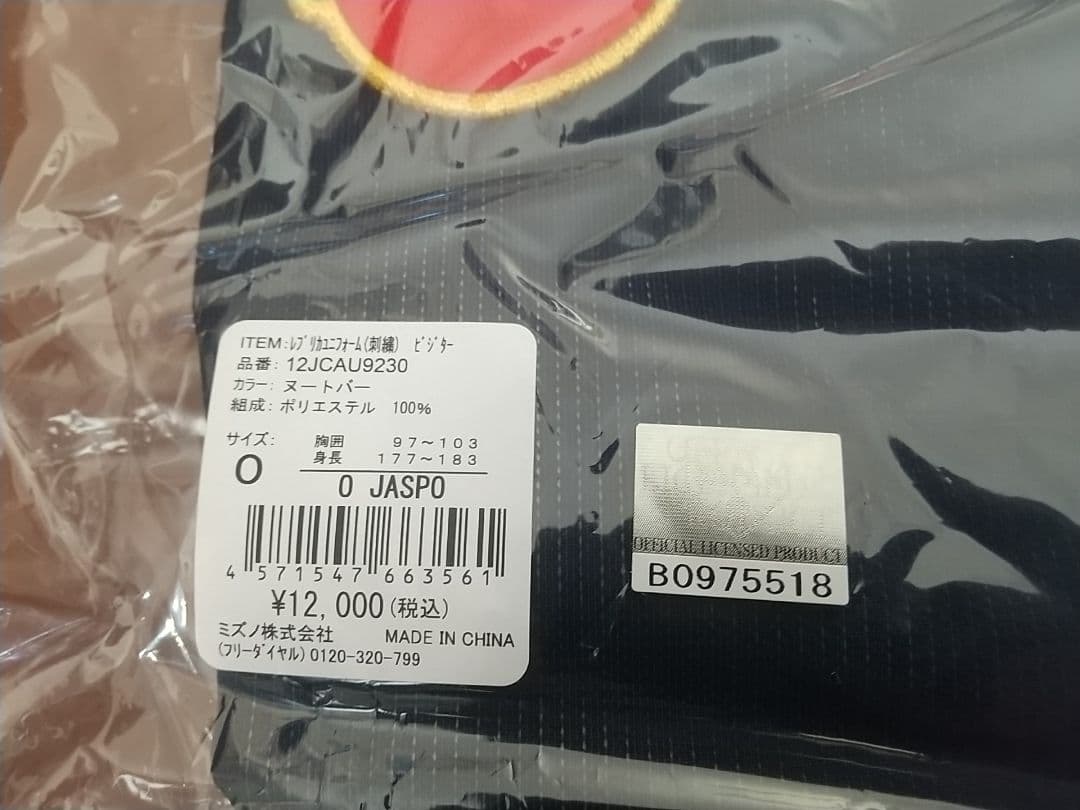 ITEM:ﾚﾌﾟﾘｶﾕﾆﾌｫｰﾑ(刺繍) ﾋﾞｼﾞﾀｰ
品番: 12JCAU9230
カラー: ヌートバー
組成: ポリエステル 100%
サイズ: 胸囲 97～103
O 身長 177～183
O JASPO
4 571547 663561
¥12,000(税込)
ミズノ株式会社 MADE IN CHINA
(フリーダイヤル) 0120-320-799
OFFICIAL LICENSED PRODUCT
B0975518